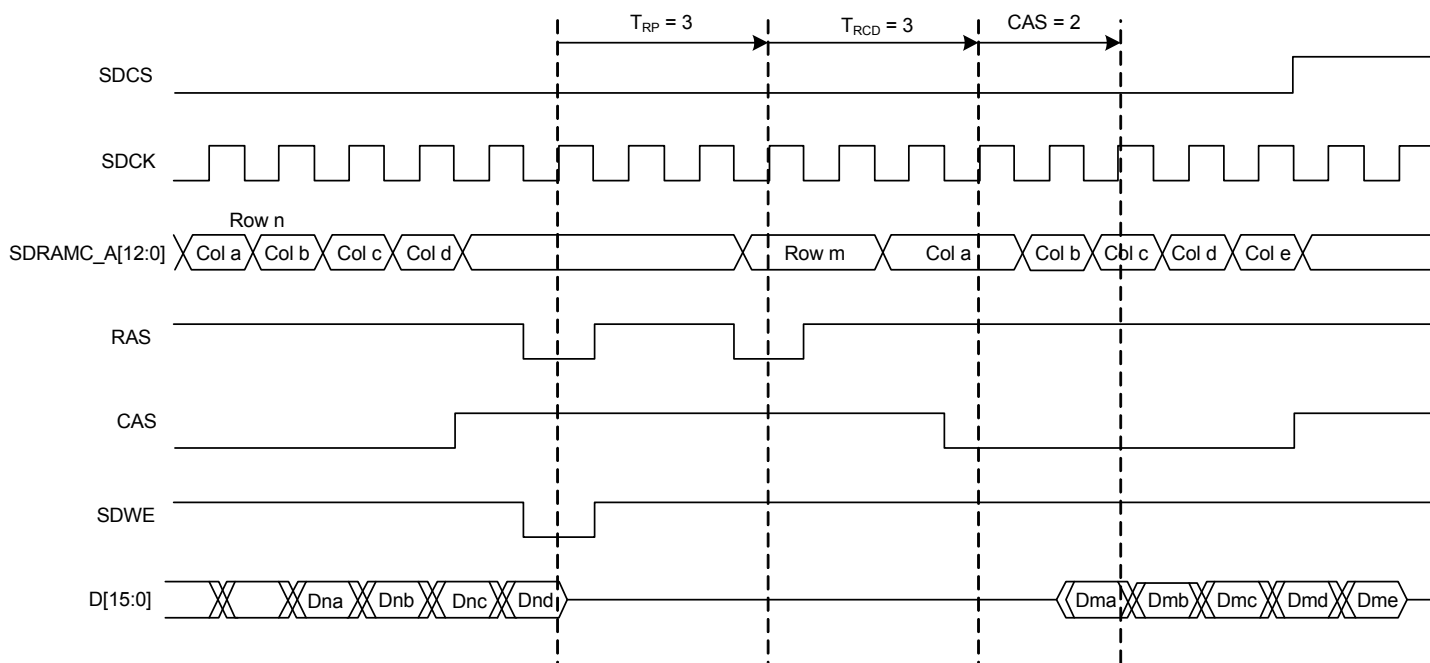 TRP = 3 TRCD = 3 CAS = 2
SDCS
SDCK
Row n
SDRAMC_A[12:0] Col a Col b Col c Col d Row m Col a Col b Col c Col d Col e
RAS
CAS
SDWE
D[15:0] Dna Dnb Dnc Dnd Dma Dmb Dmc Dmd Dme